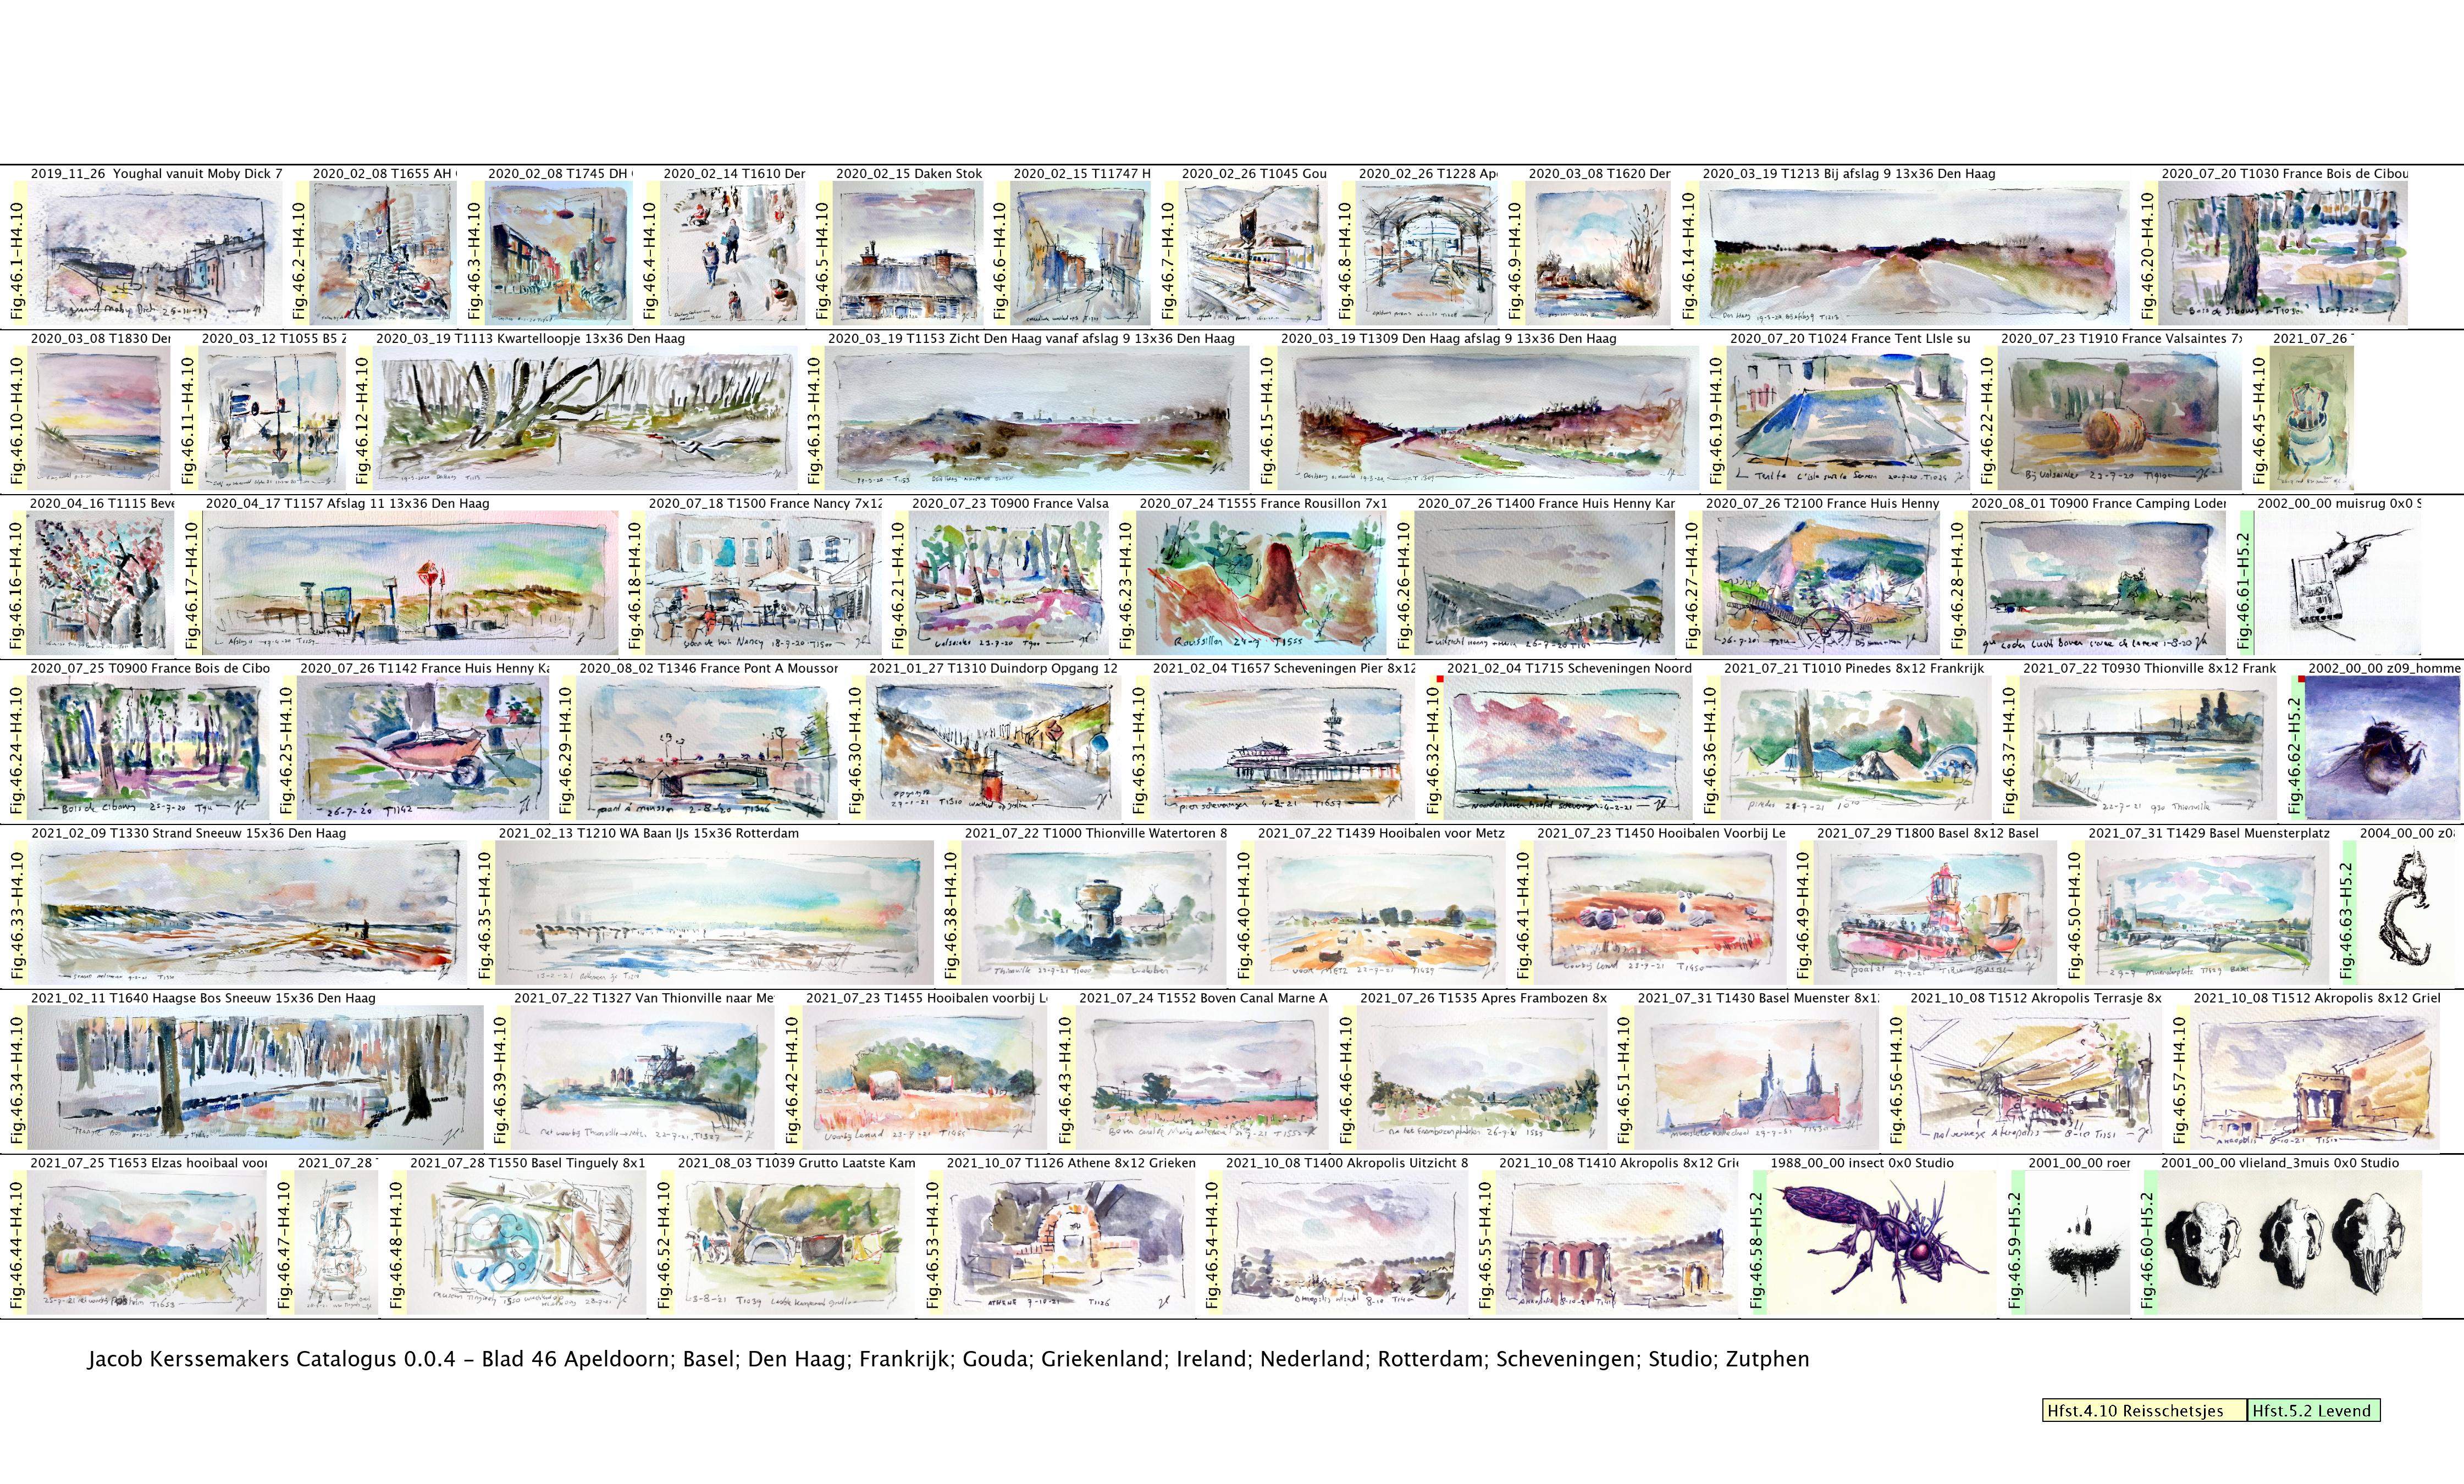 2019_11_26 Youghal vanuit Moby Dick 7
2020_02_08 T1655 AH
2020_02_08 T1745 DH
2020_02_14 T1610 Den
2020_02_15 Daken Stok
2020_02_15 T11747 H
2020_02_26 T1045 Gou
2020_02_26 T1228 Ap
2020_03_08 T1620 Den
2020_03_19 T1213 Bij afslag 9 13x36 Den Haag
2020_07_20 T1030 France Bois de Cibou
Fig.46.1-H4.10
Fig.46.2-H4.10
Fig.46.3-H4.10
Fig.46.4-H4.10
Fig.46.5-H4.10
Fig.46.6-H4.10
Fig.46.7-H4.10
Fig.46.8-H4.10
Fig.46.9-H4.10
Fig.46.14-H4.10
Fig.46.20-H4.10
2020_03_08 T1830 Den
2020_03_12 T1055 B5 Z
2020_03_19 T1113 Kwartelloopje 13x36 Den Haag
2020_03_19 T1153 Zicht Den Haag vanaf afslag 9 13x36 Den Haag
2020_03_19 T1309 Den Haag afslag 9 13x36 Den Haag
2020_07_20 T1024 France Tent LIsle su
2020_07_23 T1910 France Valsaintes 7x
2021_07_26
Fig.46.10-H4.10
Fig.46.11-H4.10
Fig.46.12-H4.10
Fig.46.13-H4.10
Fig.46.15-H4.10
Fig.46.19-H4.10
Fig.46.22-H4.10
Fig.46.45-H4.10
2020_04_16 T1115 Beve
2020_04_17 T1157 Afslag 11 13x36 Den Haag
2020_07_18 T1500 France Nancy 7x12
2020_07_23 T0900 France Valsa
2020_07_24 T1555 France Rousillon 7x1
2020_07_26 T1400 France Huis Henny Kar
2020_07_26 T2100 France Huis Henny
2020_08_01 T0900 France Camping Loder
2002_00_00 muisrug 0x0 S
Fig.46.16-H4.10
Fig.46.17-H4.10
Fig.46.18-H4.10
Fig.46.21-H4.10
Fig.46.23-H4.10
Fig.46.26-H4.10
Fig.46.27-H4.10
Fig.46.28-H4.10
Fig.46.61-H5.2
2020_07_25 T0900 France Bois de Cibo
2020_07_26 T1142 France Huis Henny Ka
2020_08_02 T1346 France Pont A Mousson
2021_01_27 T1310 Duindorp Opgang 12
2021_02_04 T1657 Scheveningen Pier 8x12
2021_02_04 T1715 Scheveningen Noord
2021_07_21 T1010 Pinedes 8x12 Frankrijk
2021_07_22 T0930 Thionville 8x12 Frank
2002_00_00 z09_homme
Fig.46.24-H4.10
Fig.46.25-H4.10
Fig.46.29-H4.10
Fig.46.30-H4.10
Fig.46.31-H4.10
Fig.46.32-H4.10
Fig.46.36-H4.10
Fig.46.37-H4.10
Fig.46.62-H5.2
2021_02_09 T1330 Strand Sneeuw 15x36 Den Haag
2021_02_13 T1210 WA Baan IJs 15x36 Rotterdam
2021_07_22 T1000 Thionville Watertoren 8
2021_07_22 T1439 Hooibalen voor Metz
2021_07_23 T1450 Hooibalen Voorbij Le
2021_07_29 T1800 Basel 8x12 Basel
2021_07_31 T1429 Basel Muensterplatz
2004_00_00 z0
Fig.46.33-H4.10
Fig.46.35-H4.10
Fig.46.38-H4.10
Fig.46.40-H4.10
Fig.46.41-H4.10
Fig.46.49-H4.10
Fig.46.50-H4.10
Fig.46.63-H5.2
2021_02_11 T1640 Haagse Bos Sneeuw 15x36 Den Haag
2021_07_22 T1327 Van Thionville naar Me
2021_07_23 T1455 Hooibalen voorbij L
2021_07_24 T1552 Boven Canal Marne A
2021_07_26 T1535 Apres Frambozen 8x
2021_07_31 T1430 Basel Muenster 8x1
2021_10_08 T1512 Akropolis Terrasje 8x
2021_10_08 T1512 Akropolis 8x12 Griel
Fig.46.34-H4.10
Fig.46.39-H4.10
Fig.46.42-H4.10
Fig.46.43-H4.10
Fig.46.46-H4.10
Fig.46.51-H4.10
Fig.46.56-H4.10
Fig.46.57-H4.10
2021_07_25 T1653 Elzas hooibaal voor
2021_07_28
2021_07_28 T1550 Basel Tinguely 8x1
2021_08_03 T1039 Grutto Laatste Kam
2021_10_07 T1126 Athene 8x12 Grieken
2021_10_08 T1400 Akropolis Uitzicht 8
2021_10_08 T1410 Akropolis 8x12 Grie
1988_00_00 insect 0x0 Studio
2001_00_00 roer
2001_00_00 vlieland_3muis 0x0 Studio
Fig.46.44-H4.10
Fig.46.47-H4.10
Fig.46.48-H4.10
Fig.46.52-H4.10
Fig.46.53-H4.10
Fig.46.54-H4.10
Fig.46.55-H4.10
Fig.46.58-H5.2
Fig.46.59-H5.2
Fig.46.60-H5.2
Jacob Kerssemakers Catalogus 0.0.4 – Blad 46 Apeldoorn; Basel; Den Haag; Frankrijk; Gouda; Griekenland; Ireland; Nederland; Rotterdam; Scheveningen; Studio; Zutphen
Hfst.4.10 Reisschetsjes
Hfst.5.2 Levend